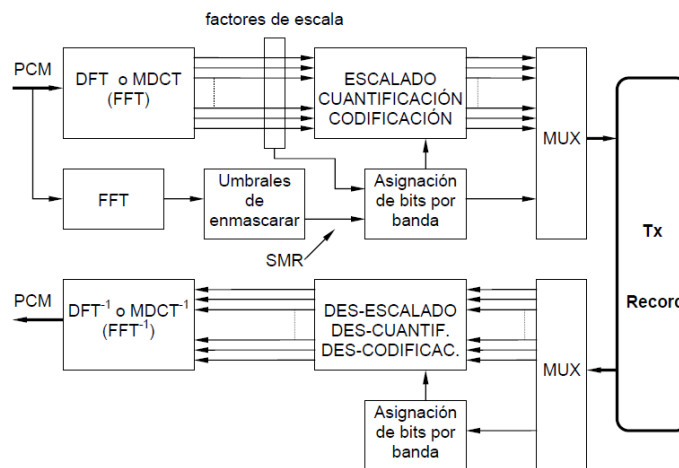 factores de escala
PCM
DFT o MDCT
(FFT)
ESCALADO
CUANTIFICACIÓN
CODIFICACIÓN
MUX
FFT
Umbrales
de
enmascarar
Asignación
de bits por
banda
SMR
Tx
Record
PCM
DFT⁻¹ o MDCT⁻¹
(FFT⁻¹)
DES-ESCALADO
DES-CUANTIF.
DES-CODIFICAC.
MUX
Asignación
de bits por
banda